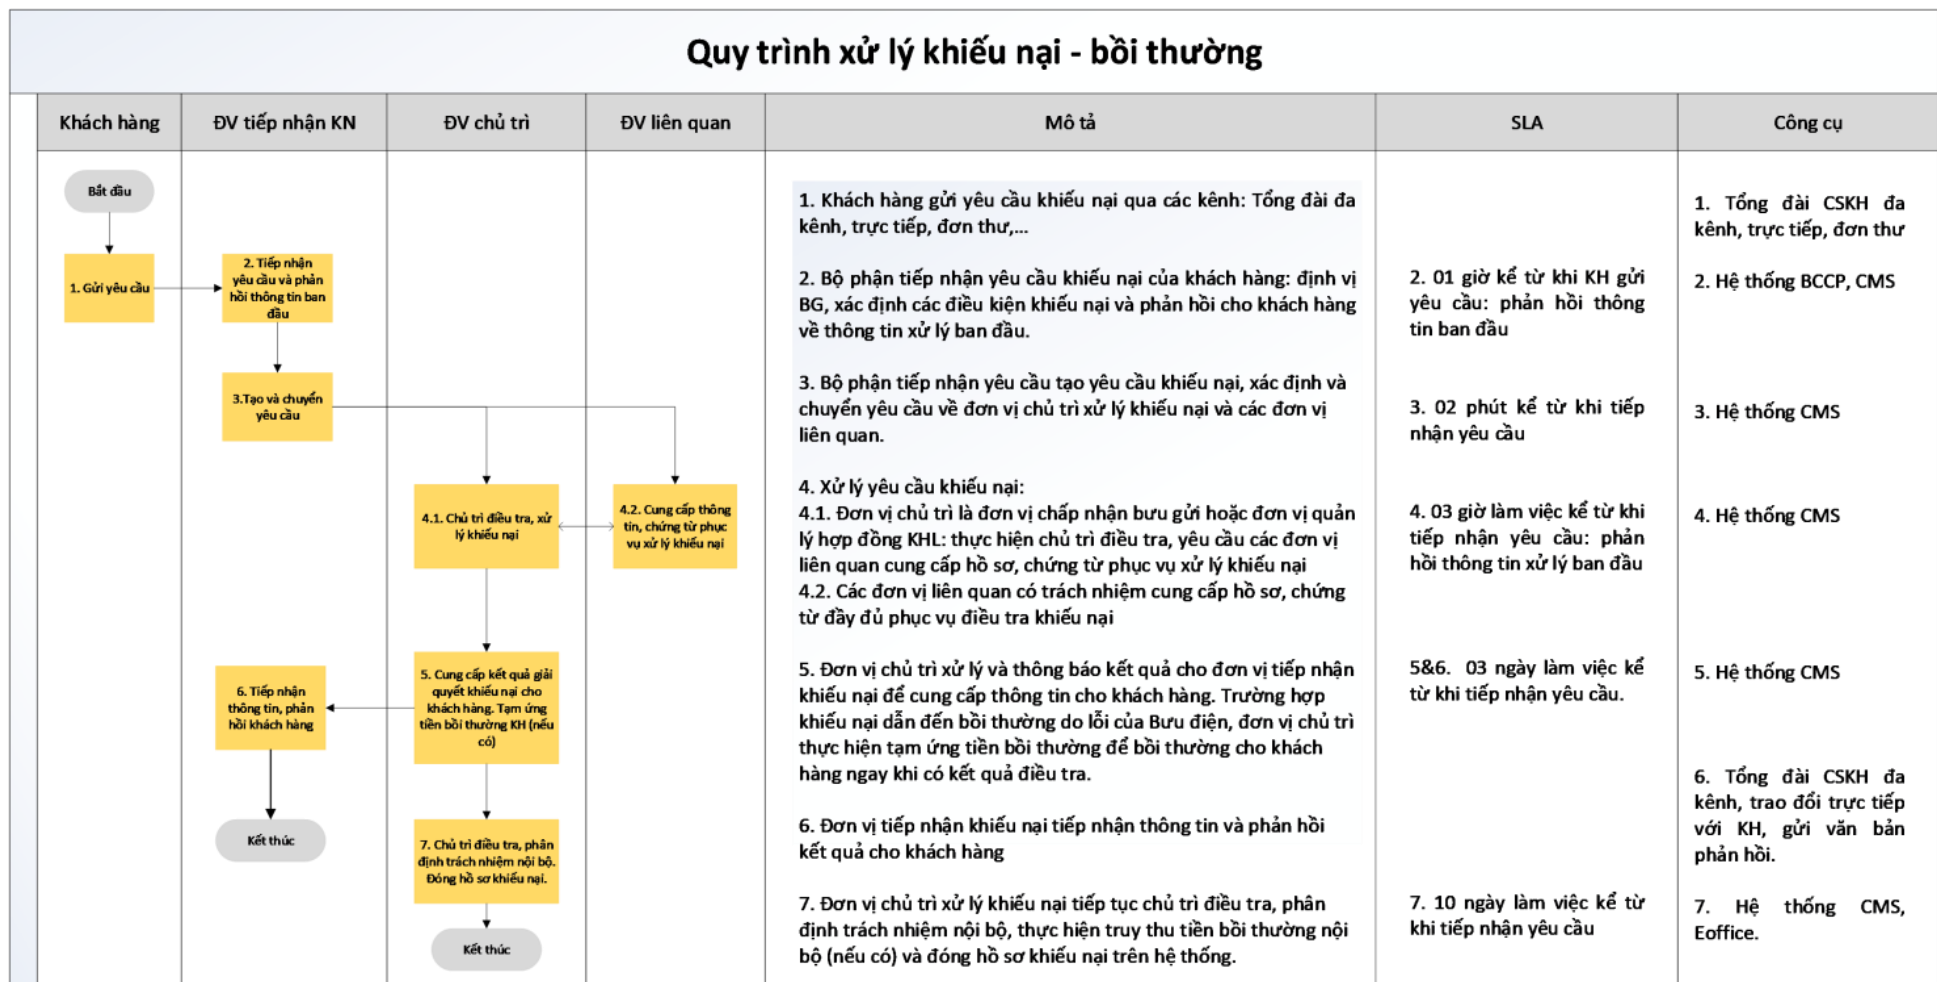 Quy trình xử lý khiếu nại - bồi thường
Khách hàng
ĐV tiếp nhận KN
ĐV chủ trì
ĐV liên quan
Mô tả
SLA
Công cụ
Bắt đầu
1. Gửi yêu cầu
2. Tiếp nhận
yêu cầu và phản
hồi thông tin ban
đầu
3.Tạo và chuyển
yêu cầu
4.1. Chủ trì điều tra, xử
lý khiếu nại
4.2. Cung cấp thông
tin, chứng từ phục
vụ xử lý khiếu nại
5. Cung cấp kết quả giải
quyết khiếu nại cho
khách hàng. Tạm ứng
tiền bồi thường KH (nếu
có)
6. Tiếp nhận
thông tin, phản
hồi khách hàng
Kết thúc
7. Chủ trì điều tra, phân
định trách nhiệm nội bộ.
Đóng hồ sơ khiếu nại.
Kết thúc
1. Khách hàng gửi yêu cầu khiếu nại qua các kênh: Tổng đài đa
kênh, trực tiếp, đơn thư,...
2. Bộ phận tiếp nhận yêu cầu khiếu nại của khách hàng: định vị
BG, xác định các điều kiện khiếu nại và phản hồi cho khách hàng
về thông tin xử lý ban đầu.
3. Bộ phận tiếp nhận yêu cầu tạo yêu cầu khiếu nại, xác định và
chuyển yêu cầu về đơn vị chủ trì xử lý khiếu nại và các đơn vị
liên quan.
4. Xử lý yêu cầu khiếu nại:
4.1. Đơn vị chủ trì là đơn vị chấp nhận bưu gửi hoặc đơn vị quản
lý hợp đồng KHL: thực hiện chủ trì điều tra, yêu cầu các đơn vị
liên quan cung cấp hồ sơ, chứng từ phục vụ xử lý khiếu nại
4.2. Các đơn vị liên quan có trách nhiệm cung cấp hồ sơ, chứng
từ đầy đủ phục vụ điều tra khiếu nại
5. Đơn vị chủ trì xử lý và thông báo kết quả cho đơn vị tiếp nhận
khiếu nại để cung cấp thông tin cho khách hàng. Trường hợp
khiếu nại dẫn đến bồi thường do lỗi của Bưu điện, đơn vị chủ trì
thực hiện tạm ứng tiền bồi thường để bồi thường cho khách
hàng ngay khi có kết quả điều tra.
6. Đơn vị tiếp nhận khiếu nại tiếp nhận thông tin và phản hồi
kết quả cho khách hàng
7. Đơn vị chủ trì xử lý khiếu nại tiếp tục chủ trì điều tra, phân
định trách nhiệm nội bộ, thực hiện truy thu tiền bồi thường nội
bộ (nếu có) và đóng hồ sơ khiếu nại trên hệ thống.
2. 01 giờ kể từ khi KH gửi
yêu cầu: phản hồi thông
tin ban đầu
3. 02 phút kể từ khi tiếp
nhận yêu cầu
4. 03 giờ làm việc kể từ khi
tiếp nhận yêu cầu: phản
hồi thông tin xử lý ban đầu
5&6. 03 ngày làm việc kể
từ khi tiếp nhận yêu cầu.
7. 10 ngày làm việc kể từ
khi tiếp nhận yêu cầu
1. Tổng đài CSKH đa
kênh, trực tiếp, đơn thư
2. Hệ thống BCCP, CMS
3. Hệ thống CMS
4. Hệ thống CMS
5. Hệ thống CMS
6. Tổng đài CSKH đa
kênh, trao đổi trực tiếp
với KH, gửi văn bản
phản hồi.
7. Hệ thống CMS,
Eoffice.